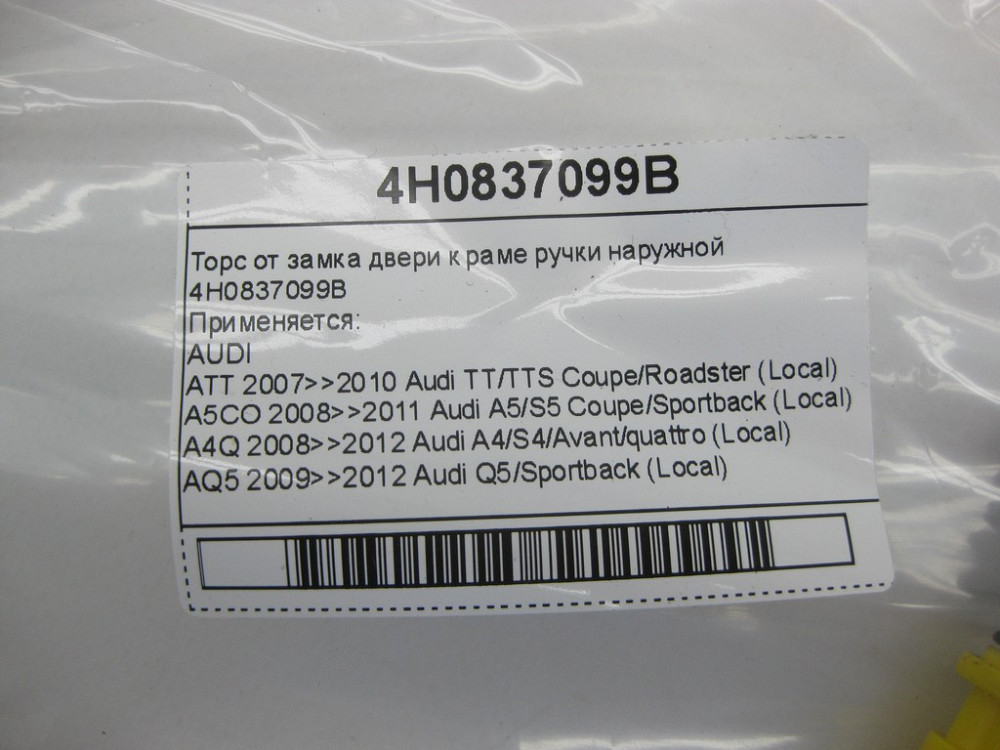 4H0837099B
Торс от замка двери к раме ручки наружной
4H0837099B
Применяется:
AUDI
ATT 2007>>2010 Audi TT/TTS Coupe/Roadster (Local)
A5CO 2008>>2011 Audi A5/S5 Coupe/Sportback (Local)
A4Q 2008>>2012 Audi A4/S4/Avant/quattro (Local)
AQ5 2009>>2012 Audi Q5/Sportback (Local)